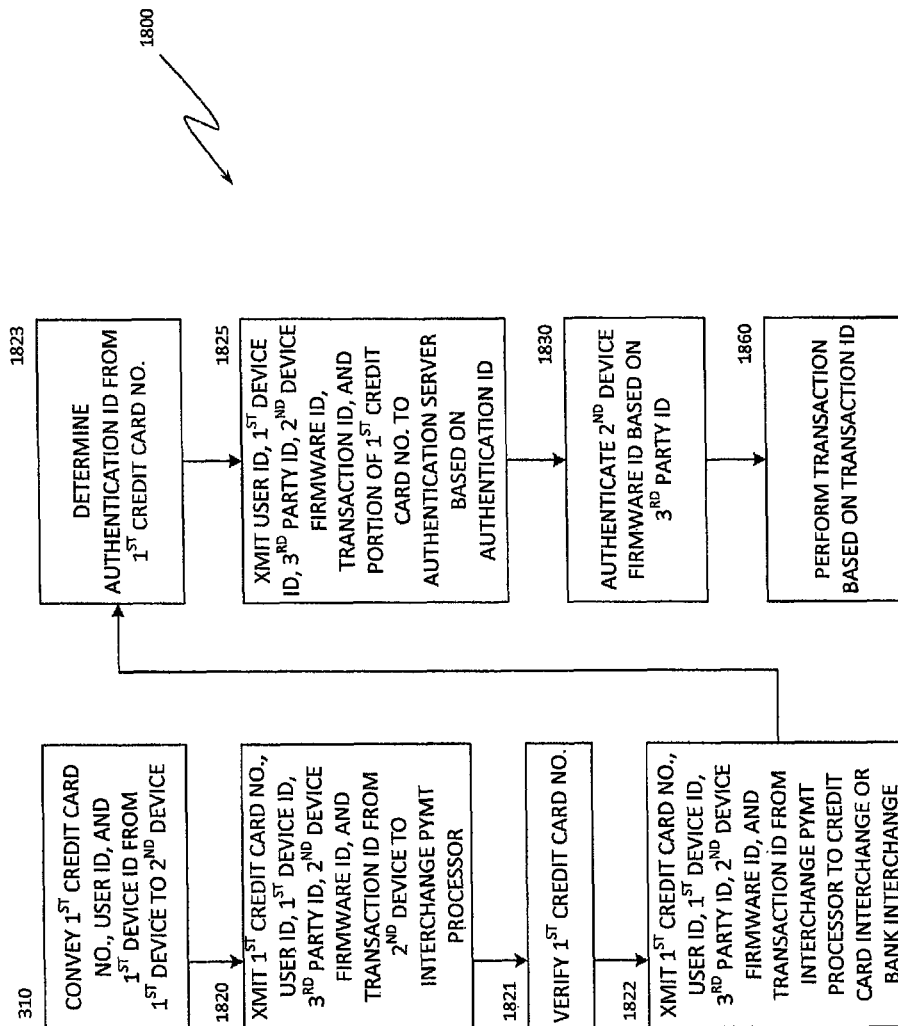 1800
310
CONVEY 1ST CREDIT CARD
NO., USER ID, AND
1ST DEVICE ID FROM
1ST DEVICE TO 2ND DEVICE
1820
XMIT 1ST CREDIT CARD NO.,
USER ID, 1ST DEVICE ID,
3RD PARTY ID, 2ND DEVICE
FIRMWARE ID, AND
TRANSACTION ID FROM
2ND DEVICE TO
INTERCHANGE PYMT
PROCESSOR
1821
VERIFY 1ST CREDIT CARD NO.
1822
XMIT 1ST CREDIT CARD NO.,
USER ID, 1ST DEVICE ID,
3RD PARTY ID, 2ND DEVICE
FIRMWARE ID, AND
TRANSACTION ID FROM
INTERCHANGE PYMT
PROCESSOR TO CREDIT
CARD INTERCHANGE OR
BANK INTERCHANGE
1823
DETERMINE
AUTHENTICATION ID FROM
1ST CREDIT CARD NO.
1825
XMIT USER ID, 1ST DEVICE
ID, 3RD PARTY ID, 2ND DEVICE
FIRMWARE ID,
TRANSACTION ID, AND
PORTION OF 1ST CREDIT
CARD NO. TO
AUTHENTICATION SERVER
BASED ON
AUTHENTICATION ID
1830
AUTHENTICATE 2ND DEVICE
FIRMWARE ID BASED ON
3RD PARTY ID
1860
PERFORM TRANSACTION
BASED ON TRANSACTION ID